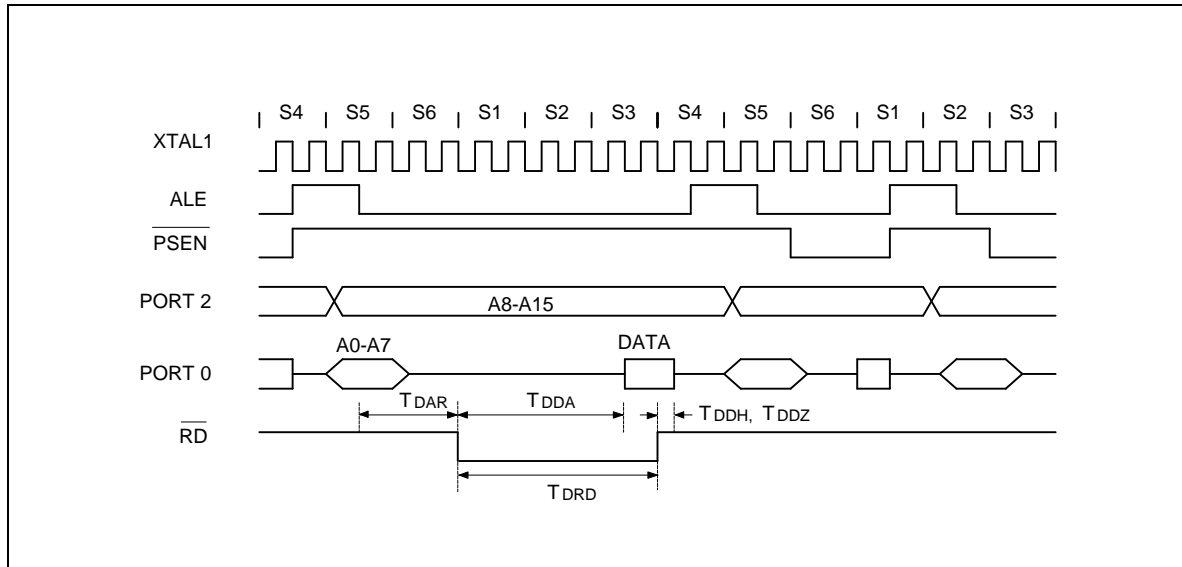 S4 S5 S6 S1 S2 S3 S4 S5 S6 S1 S2 S3
XTAL1
ALE
PSEN
PORT 2
A8-A15
A0-A7
DATA
PORT 0
TDAR
TDDA
TDDH, TDDZ
RD
TDRD